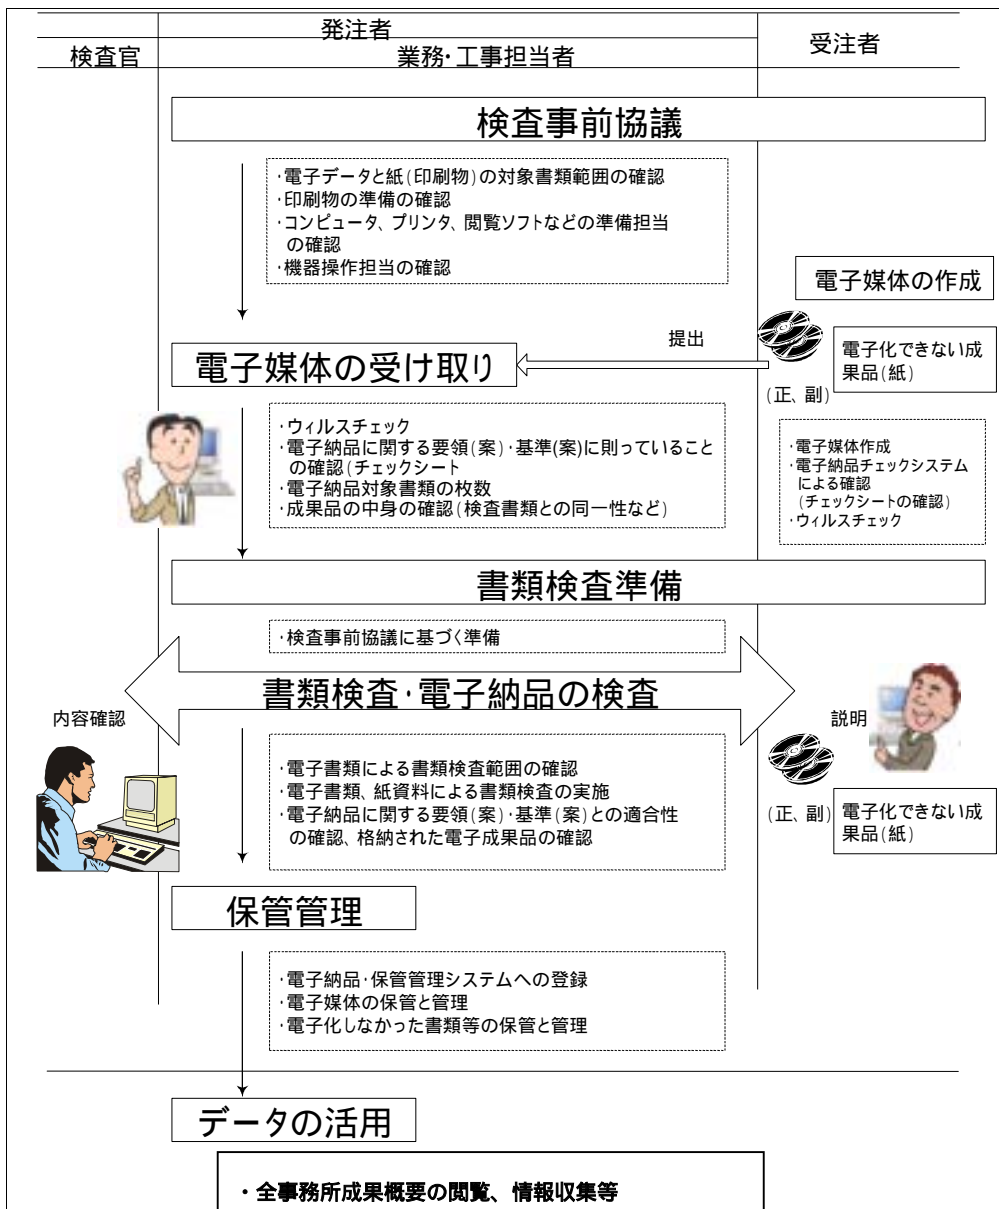 発注者
受注者
検査官
業務・工事担当者
検査事前協議
・電子データと紙(印刷物)の対象書類範囲の確認
・印刷物の準備の確認
・コンピュータ、プリンタ、閲覧ソフトなどの準備担当
の確認
・機器操作担当の確認
電子媒体の作成
提出
電子化できない成
果品(紙)
(正、副)
電子媒体の受け取り
・ウィルスチェック
・電子納品に関する要領(案)・基準(案)に則っていること
の確認(チェックシート
・電子納品対象書類の枚数
・成果品の中身の確認(検査書類との同一性など)
・電子媒体作成
・電子納品チェックシステム
による確認
(チェックシートの確認)
・ウィルスチェック
書類検査準備
・検査事前協議に基づく準備
書類検査・電子納品の検査
内容確認
説明
・電子書類による書類検査範囲の確認
・電子書類、紙資料による書類検査の実施
・電子納品に関する要領(案)・基準(案)との適合性
の確認、格納された電子成果品の確認
(正、副)
電子化できない成
果品(紙)
保管管理
・電子納品・保管管理システムへの登録
・電子媒体の保管と管理
・電子化しなかった書類等の保管と管理
データの活用
・全事務所成果概要の閲覧、情報収集等